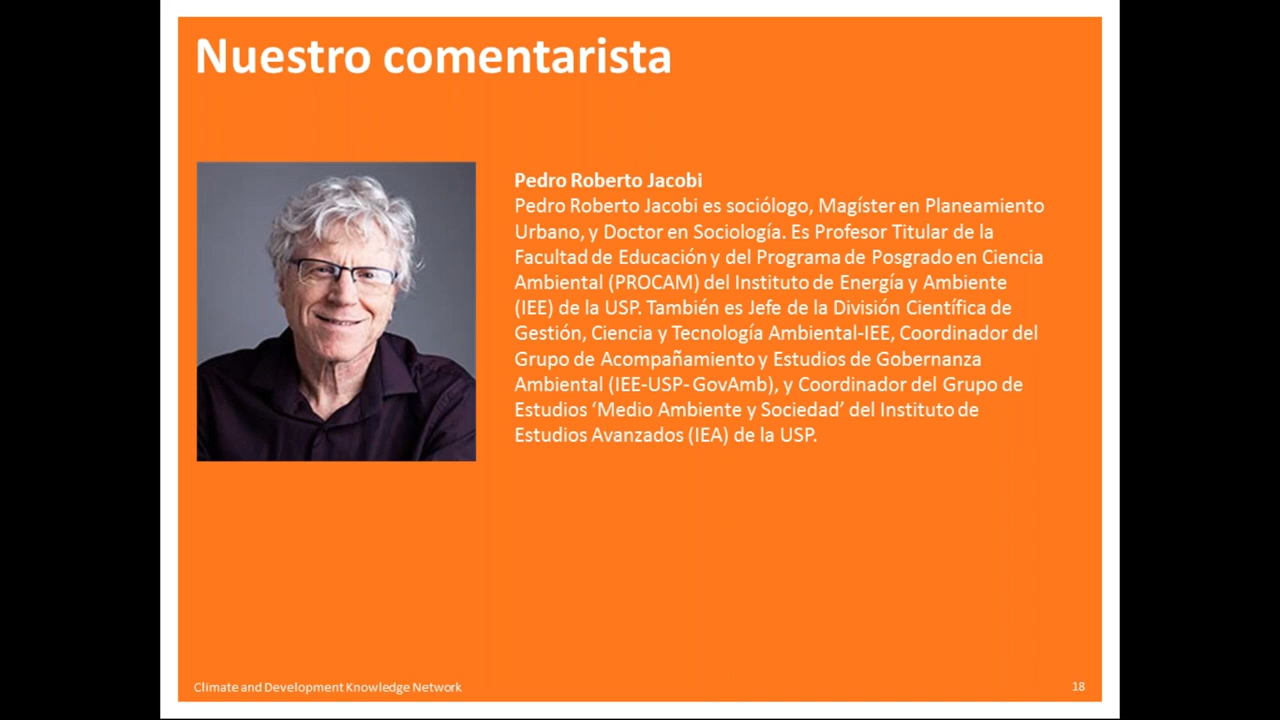 Nuestro comentarista
Pedro Roberto Jacobi
Pedro Roberto Jacobi es sociólogo, Magíster en Planeamiento
Urbano, y Doctor en Sociología. Es Profesor Titular de la
Facultad de Educación y del Programa de Posgrado en Ciencia
Ambiental (PROCAM) del Instituto de Energía y Ambiente
(IEE) de la USP. También es Jefe de la División Científica de
Gestión, Ciencia y Tecnología Ambiental-IEE, Coordinador del
Grupo de Acompañamiento y Estudios de Gobernanza
Ambiental (IEE-USP- GovAmb), y Coordinador del Grupo de
Estudios ‘Medio Ambiente y Sociedad’ del Instituto de
Estudios Avanzados (IEA) de la USP.
Climate and Development Knowledge Network
18